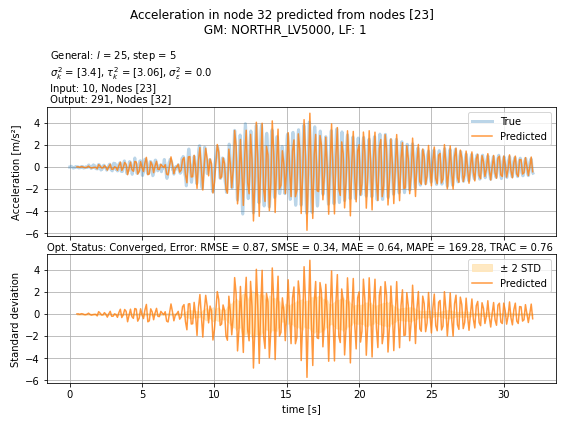 Acceleration in node 32 predicted from nodes [23]
GM: NORTHR_LV5000, LF: 1
General: l = 25, step = 5
σ²ₖ = [3.4], τ²ₖ = [3.06], σ²ε = 0.0
Input: 10, Nodes [23]
Output: 291, Nodes [32]
Acceleration [m/s²]
4
2
0
−2
−4
−6
True
Predicted
Opt. Status: Converged, Error: RMSE = 0.87, SMSE = 0.34, MAE = 0.64, MAPE = 169.28, TRAC = 0.76
Standard deviation
4
2
0
−2
−4
−6
± 2 STD
Predicted
0 5 10 15 20 25 30
time [s]